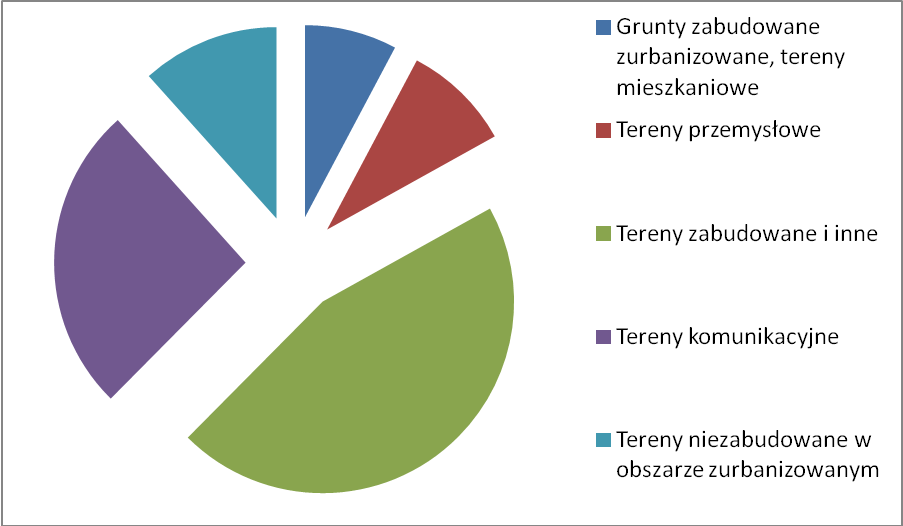 Grunty zabudowane
zurbanizowane, tereny
mieszkaniowe
Tereny przemysłowe
Tereny zabudowane i inne
Tereny komunikacyjne
Tereny niezabudowane w
obszarze zurbanizowanym